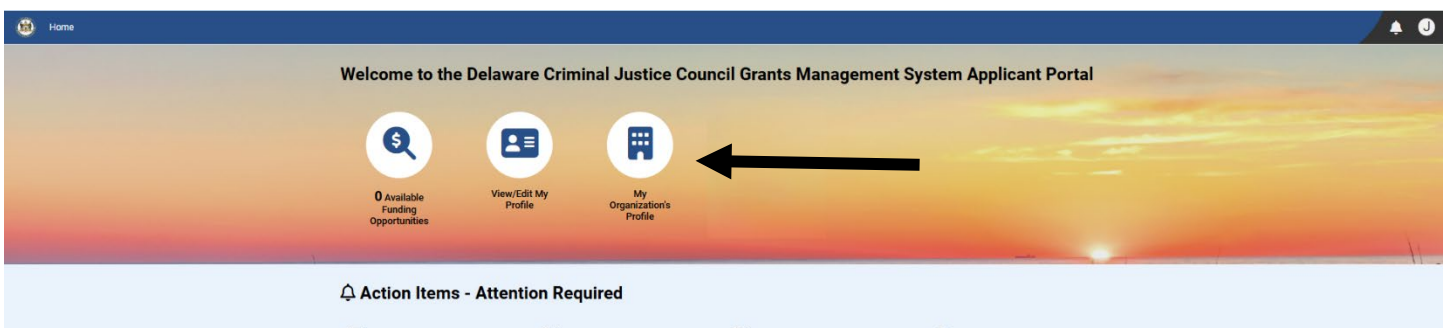 Home
J
Welcome to the Delaware Criminal Justice Council Grants Management System Applicant Portal
0 Available
Funding
Opportunities
View/Edit My
Profile
My
Organization's
Profile
Action Items - Attention Required